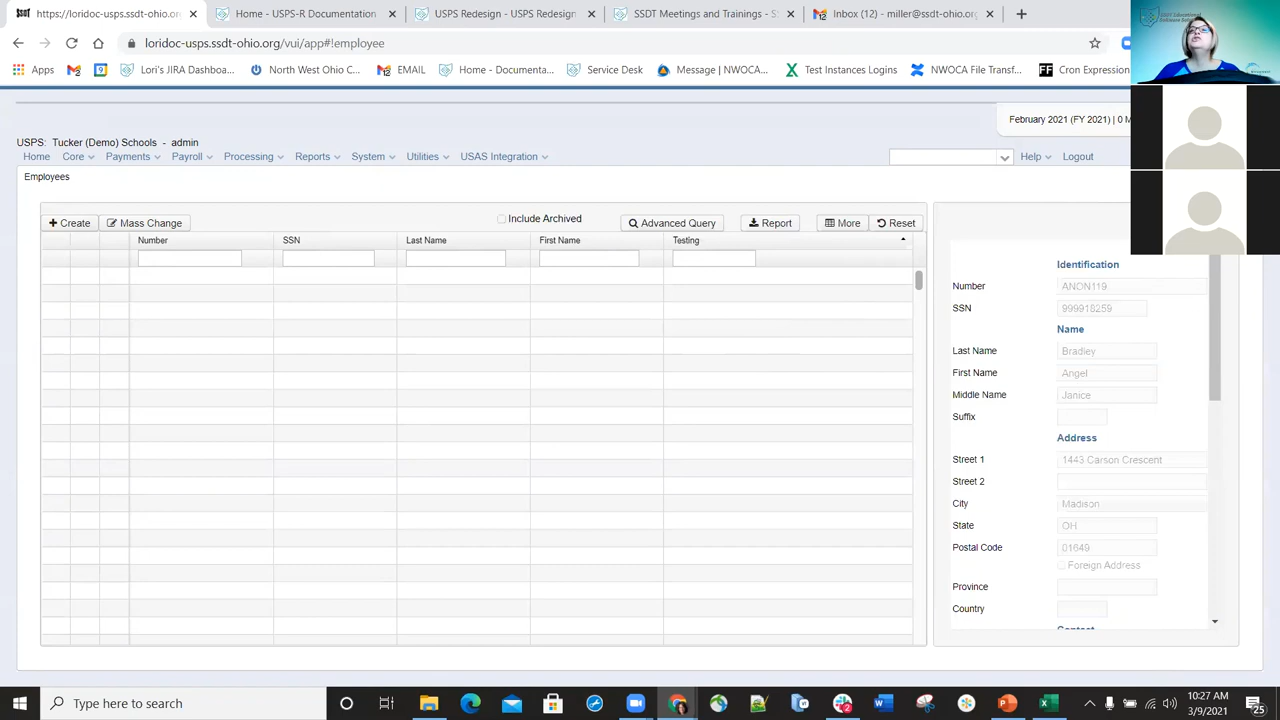 https://loridoc-usps.ssdt-ohio.org
Home - USPS-R Documentation
USPS
USPS Redesign
SSDT Meetings and Trainings - S
Inbox (12) - miller@ssdt-ohio.org
loridoc-usps.ssdt-ohio.org/vui/app#!employee
Apps
Lori's JIRA Dashboa...
North West Ohio C...
EMAIL
Home - Documenta...
Service Desk
Message | NWOCA...
Test Instances Logins
NWOCA File Transf...
FF Cron Expression
February 2021 (FY 2021) | 0 M
USPS: Tucker (Demo) Schools - admin
Home Core Payments Payroll Processing Reports System Utilities USAS Integration Help Logout
Employees
Create Mass Change Include Archived Advanced Query Report More Reset
Number SSN Last Name First Name Testing
Identification
Number ANON119
SSN 999918259
Name
Last Name Bradley
First Name Angel
Middle Name Janice
Suffix
Address
Street 1 1443 Carson Crescent
Street 2
City Madison
State OH
Postal Code 01649
Foreign Address
Province
Country
Contact
Type here to search
10:27 AM
3/9/2021
25